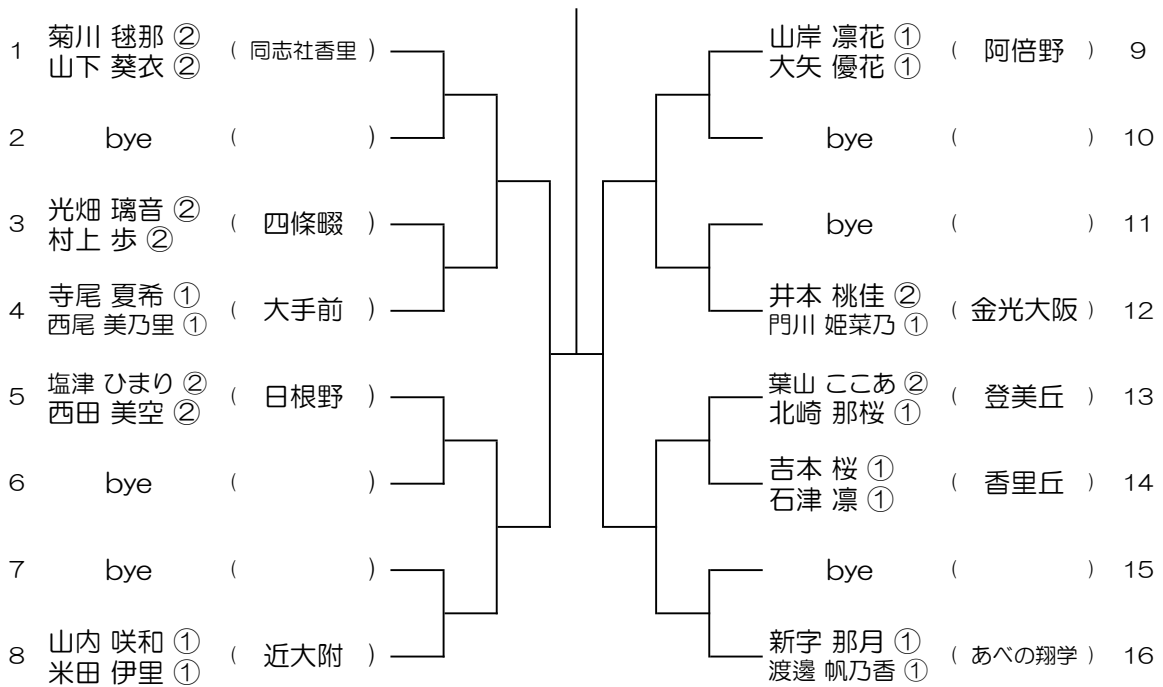 1 菊川 毬那 ② ( 同志社香里 )
山下 葵衣 ②
2 bye ( )
3 光畑 璃音 ② ( 四條畷 )
村上 歩 ②
4 寺尾 夏希 ① ( 大手前 )
西尾 美乃里 ①
5 塩津 ひまり ② ( 日根野 )
西田 美空 ②
6 bye ( )
7 bye ( )
8 山内 咲和 ① ( 近大附 )
米田 伊里 ①
山岸 凛花 ① ( 阿倍野 ) 9
大矢 優花 ①
bye ( ) 10
bye ( ) 11
井本 桃佳 ② ( 金光大阪 ) 12
門川 姫菜乃 ①
葉山 ここあ ② ( 登美丘 ) 13
北崎 那桜 ①
吉本 桜 ① ( 香里丘 ) 14
石津 凛 ①
bye ( ) 15
新字 那月 ① ( あべの翔学 ) 16
渡邊 帆乃香 ①